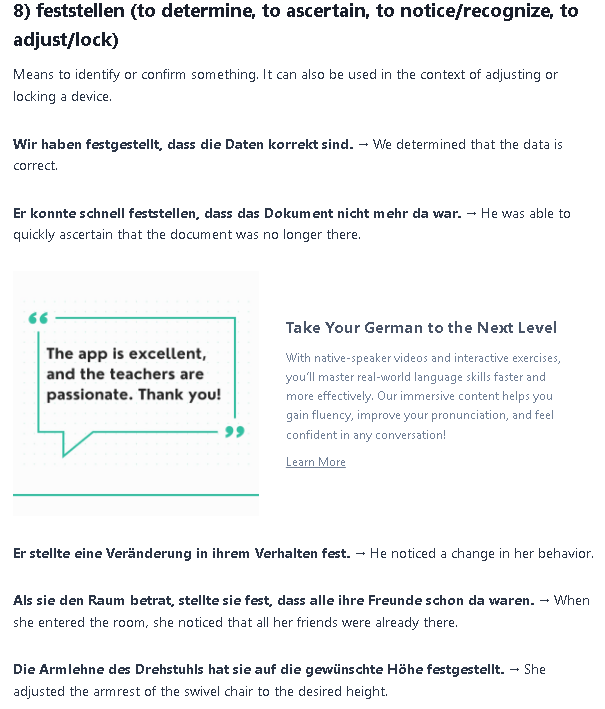 8) feststellen (to determine, to ascertain, to notice/recognize, to
adjust/lock)
Means to identify or confirm something. It can also be used in the context of adjusting or
locking a device.
Wir haben festgestellt, dass die Daten korrekt sind. → We determined that the data is
correct.
Er konnte schnell feststellen, dass das Dokument nicht mehr da war. → He was able to
quickly ascertain that the document was no longer there.
“
The app is excellent,
and the teachers are
passionate. Thank you!
”
Take Your German to the Next Level
With native-speaker videos and interactive exercises,
you'll master real-world language skills faster and
more effectively. Our immersive content helps you
gain fluency, improve your pronunciation, and feel
confident in any conversation!
Learn More
Er stellte eine Veränderung in ihrem Verhalten fest. → He noticed a change in her behavior.
Als sie den Raum betrat, stellte sie fest, dass alle ihre Freunde schon da waren. → When
she entered the room, she noticed that all her friends were already there.
Die Armlehne des Drehstuhls hat sie auf die gewünschte Höhe festgestellt. → She
adjusted the armrest of the swivel chair to the desired height.